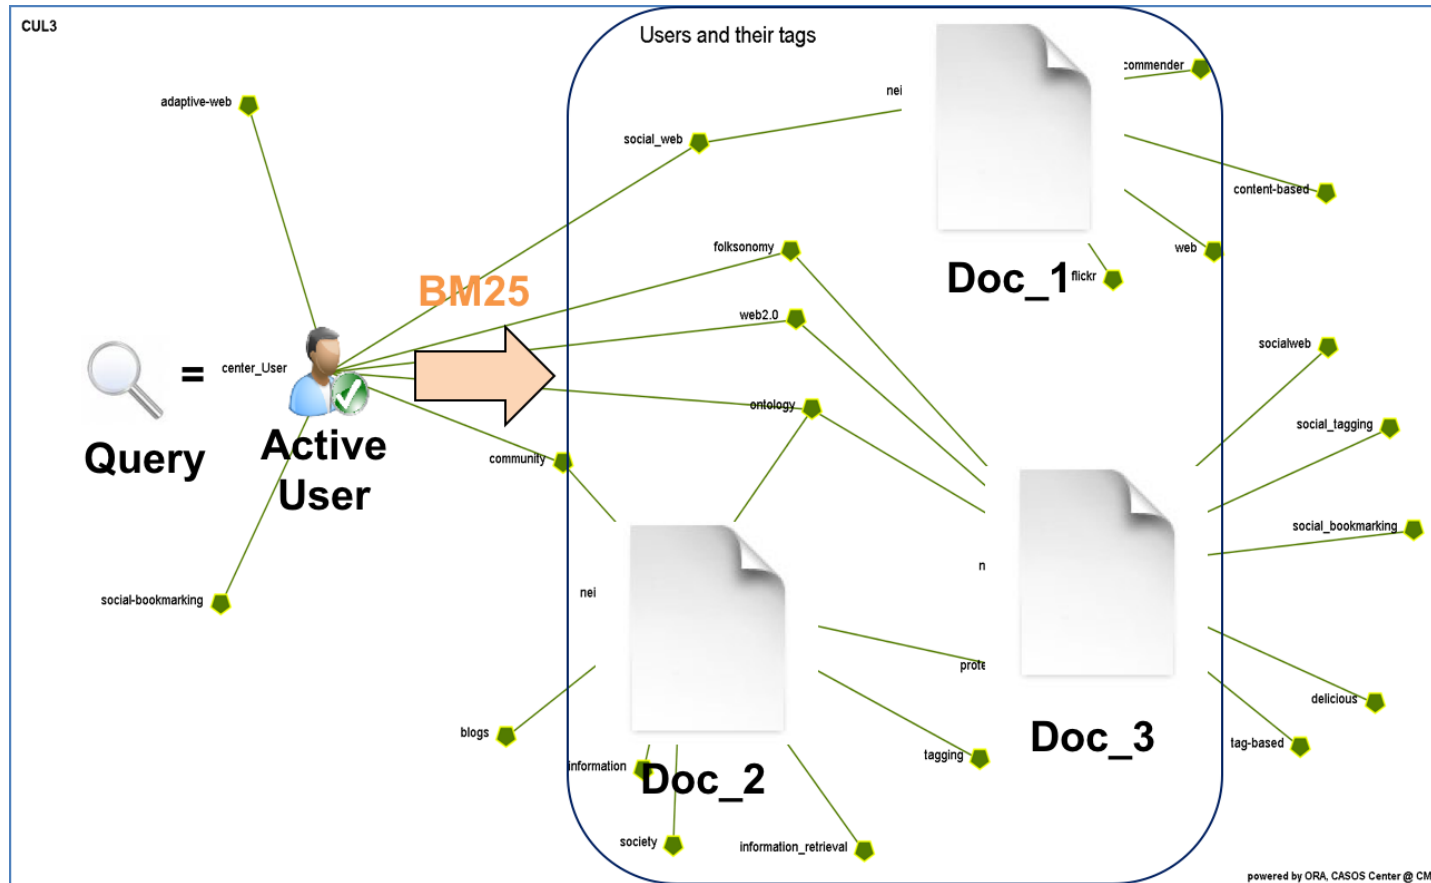 CUL3
Users and their tags
commender
adaptive-web
nei
social_web
content-based
folksonomy
web
BM25
Doc_1
flickr
web2.0
socialweb
=
center_User
ontology
social_tagging
Query
Active
User
community
social_bookmarking
n
nei
social-bookmarking
prote
delicious
blogs
Doc_3
tag-based
tagging
information
Doc_2
society
information_retrieval
powered by ORA, CASOS Center @ CM